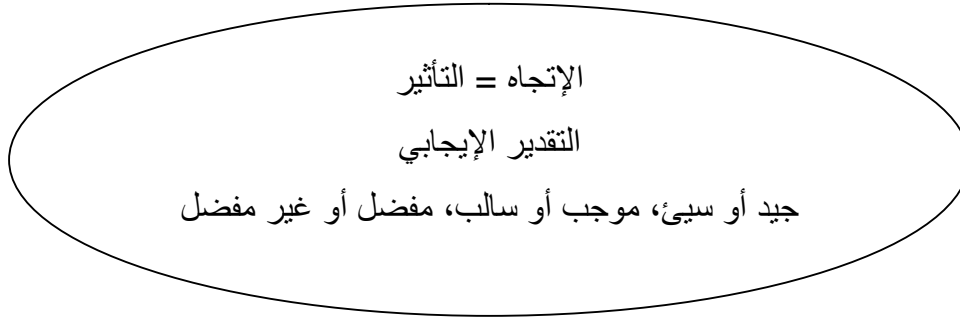 الإتجاه = التأثير
التقدير الإيجابي
جيد أو سيئ، موجب أو سالب، مفضل أو غير مفضل